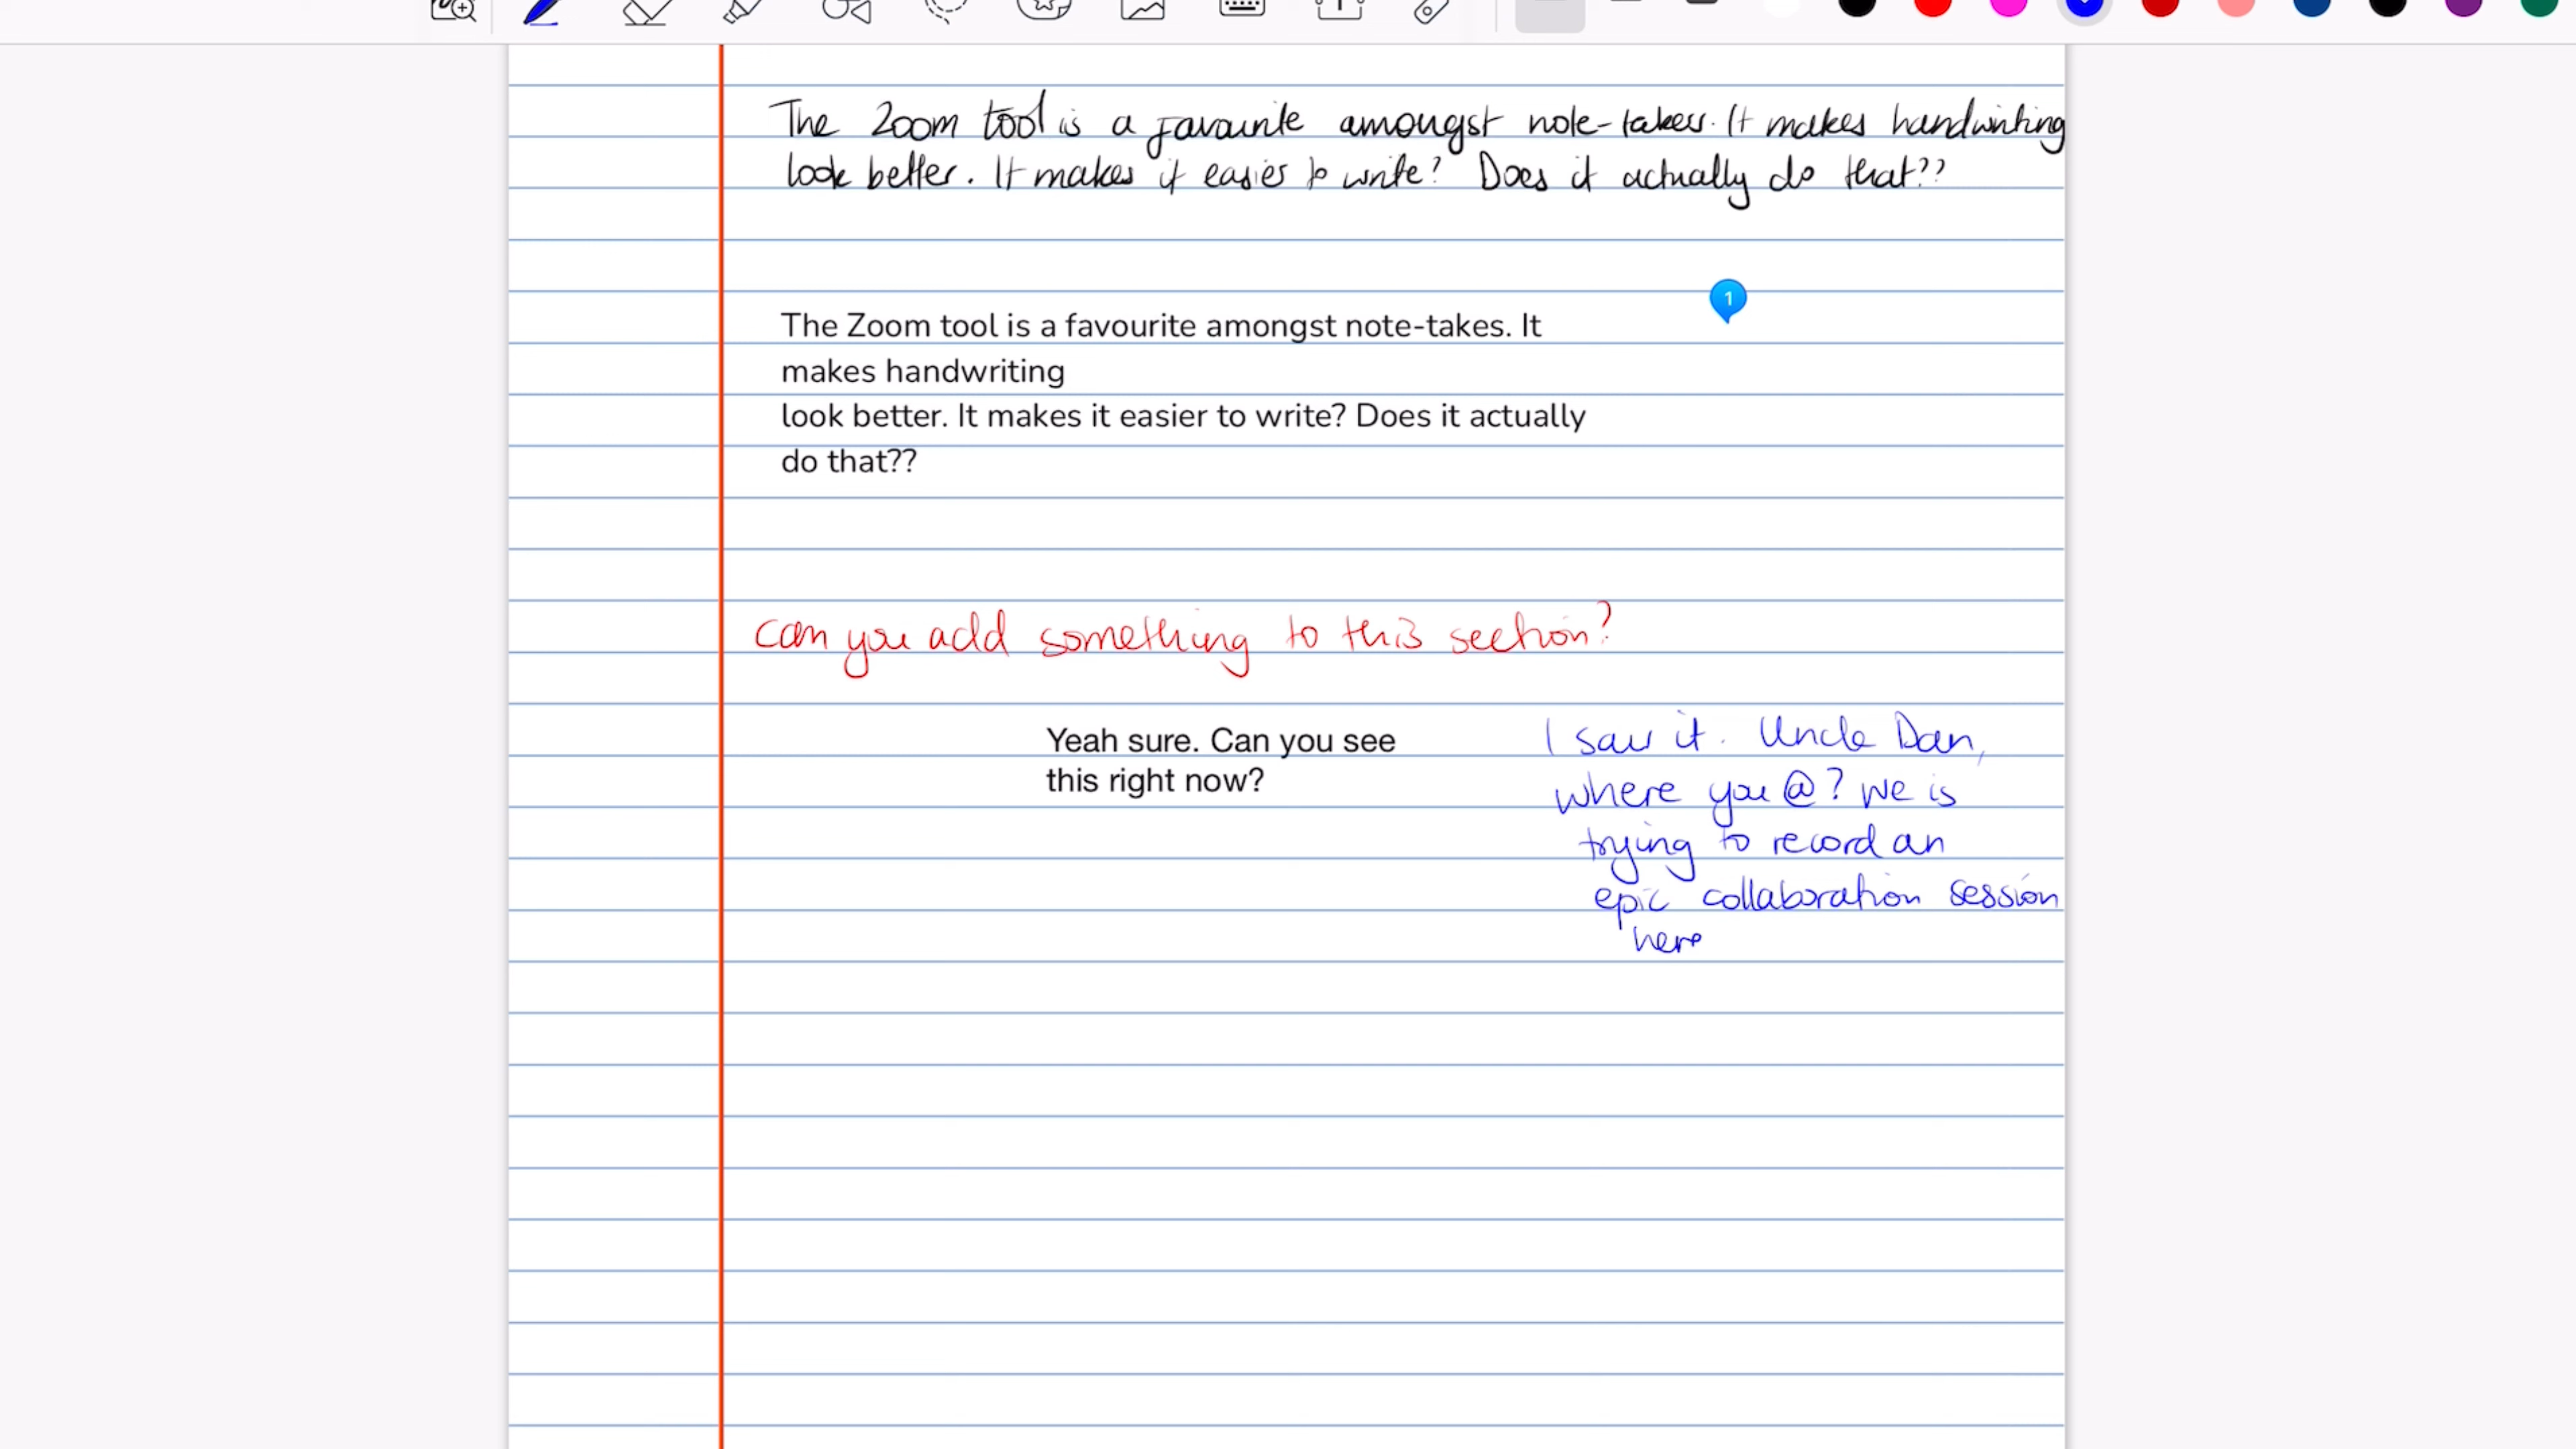 The Zoom tool is a favourite amongst note-takers. It makes handwriting
look better. It makes it easier to write? Does it actually do that??
1
The Zoom tool is a favourite amongst note-takes. It
makes handwriting
look better. It makes it easier to write? Does it actually
do that??
can you add something to this section?
Yeah sure. Can you see
this right now?
I saw it. Uncle Dan,
where you @? We is
trying to record an
epic collaboration session
here